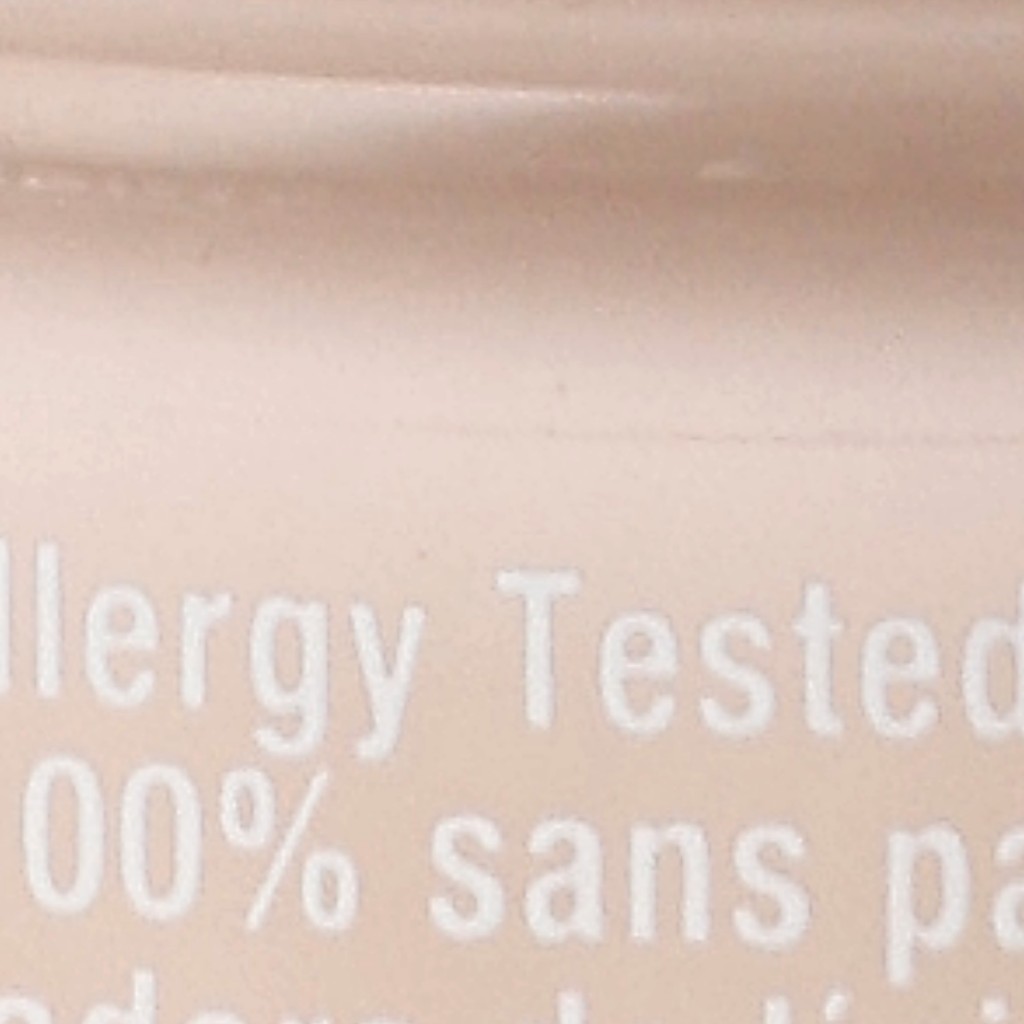 llergy Tested
00% sans pa